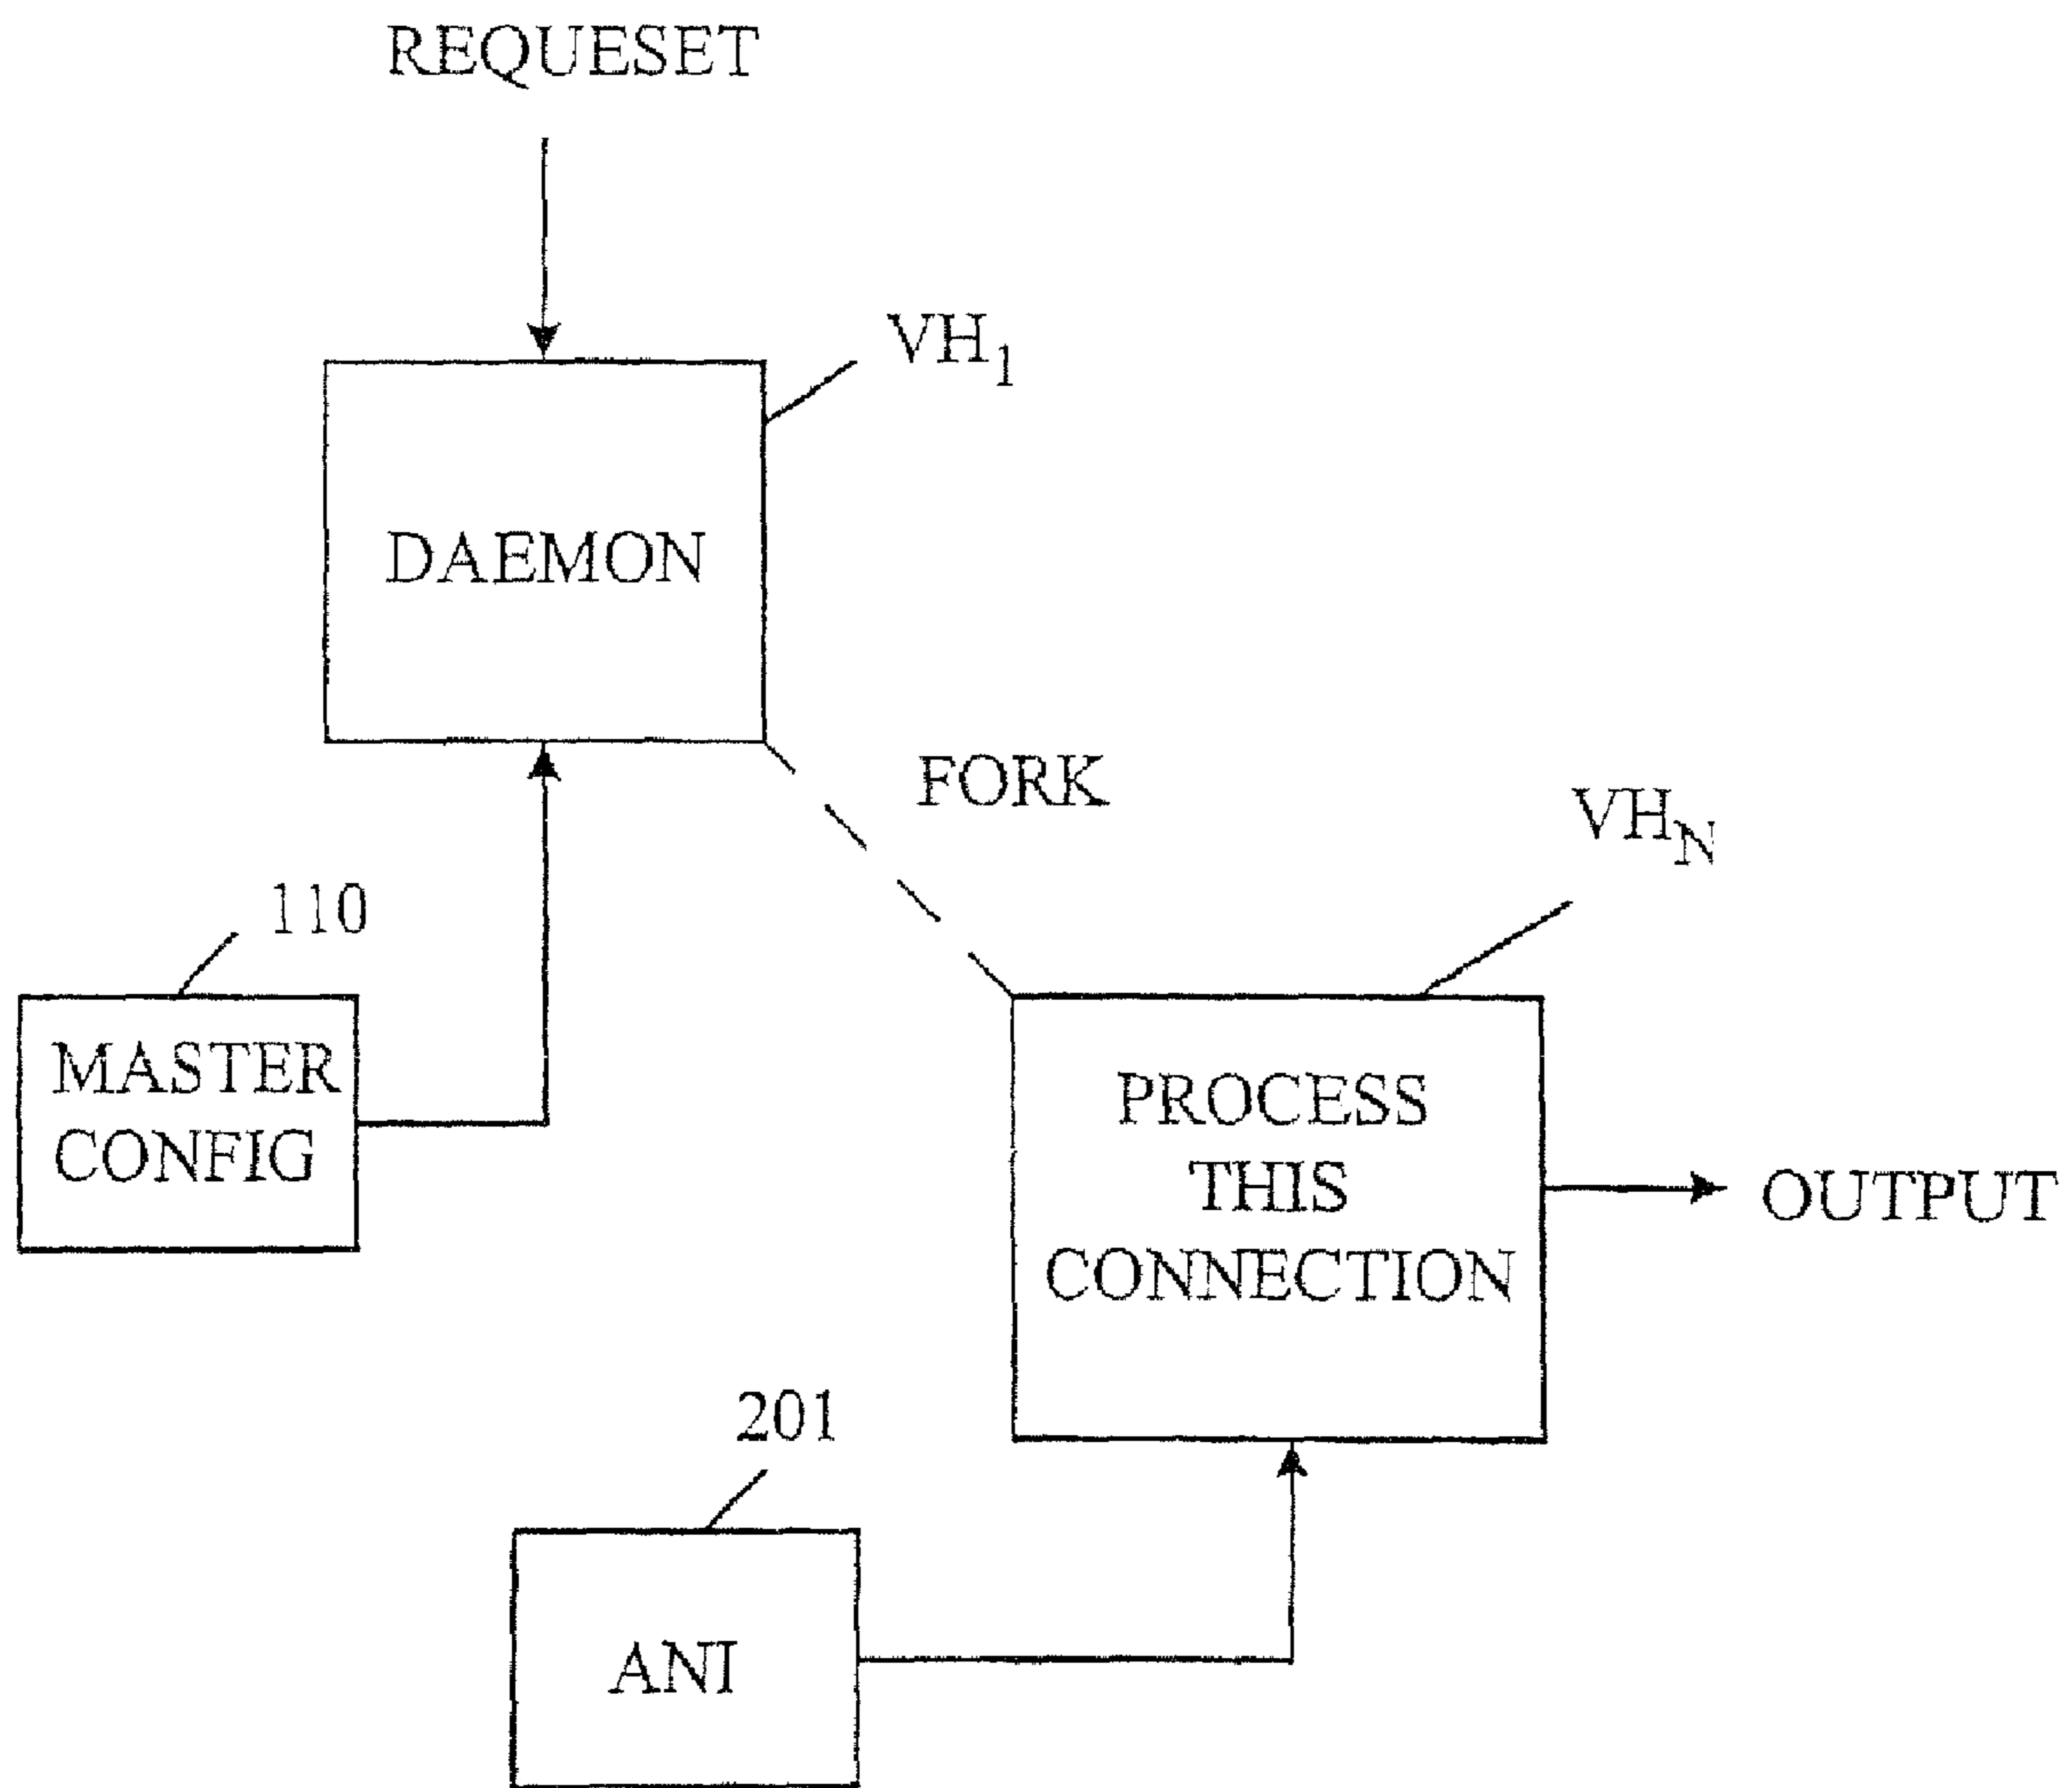 REQUESET
VH1
DAEMON
FORK
VHN
110
MASTER
CONFIG
PROCESS
THIS
CONNECTION
OUTPUT
201
ANI